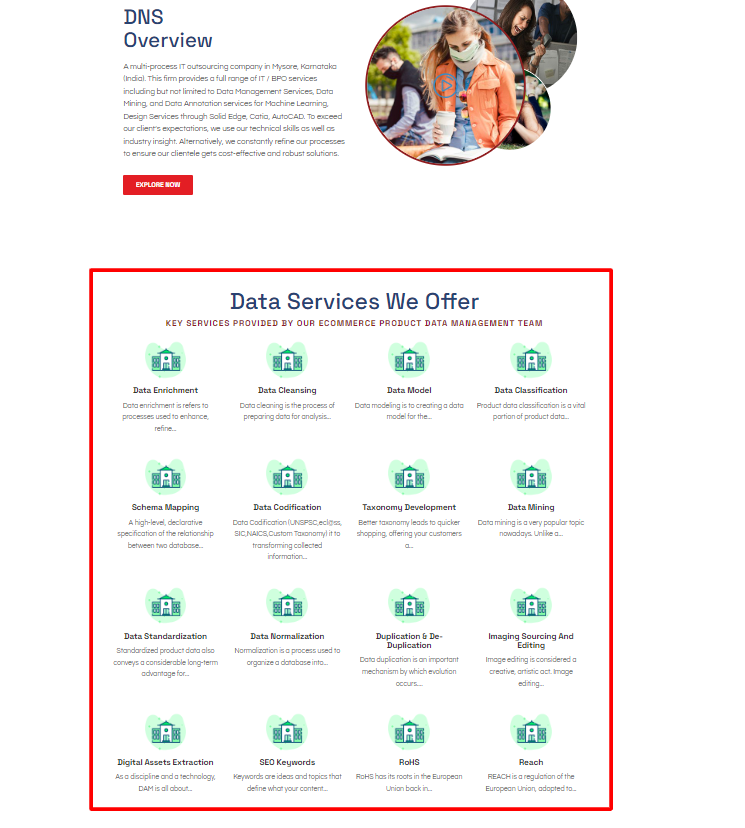 DNS
Overview
A multi-process IT outsourcing company in Mysore, Karnataka
(India). This firm provides a full range of IT / BPO services
including but not limited to Data Management Services, Data
Mining, and Data Annotation services for Machine Learning,
Design Services through Solid Edge, Catia, AutoCAD. To exceed
our client's expectations, we use our technical skills as well as
industry insight. Alternatively, we constantly refine our processes
to ensure our clientele gets cost-effective and robust solutions.
EXPLORE NOW
Data Services We Offer
KEY SERVICES PROVIDED BY OUR ECOMMERCE PRODUCT DATA MANAGEMENT TEAM
Data Enrichment
Data enrichment is refers to
processes used to enhance,
refine...
Data Cleansing
Data cleaning is the process of
preparing data for analysis...
Data Model
Data modeling is to creating a data
model for the...
Data Classification
Product data classification is a vital
portion of product data...
Schema Mapping
A high-level, declarative
specification of the relationship
between two database...
Data Codification
Data Codification (UNSPSC,ecl@ss,
SIC,NAICS,Custom Taxonomy) it to
transforming collected
information...
Taxonomy Development
Better taxonomy leads to quicker
shopping, offering your customers
a...
Data Mining
Data mining is a very popular topic
nowadays. Unlike a...
Data Standardization
Standardized product data also
conveys a considerable long-term
advantage for...
Data Normalization
Normalization is a process used to
organize a database into...
Duplication & De-
Duplication
Data duplication is an important
mechanism by which evolution
occurs....
Imaging Sourcing And
Editing
Image editing is considered a
creative, artistic act. Image
editing...
Digital Assets Extraction
As a discipline and a technology,
DAM is all about...
SEO Keywords
Keywords are ideas and topics that
define what your content...
RoHS
RoHS has its roots in the European
Union back in...
Reach
REACH is a regulation of the
European Union, adopted to...